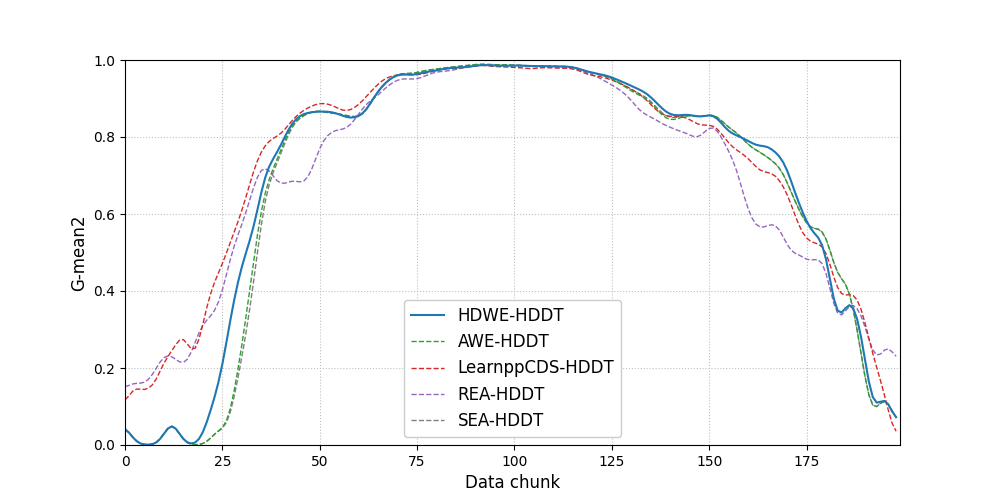 1.0
0.8
0.6
0.4
0.2
0.0
G-mean2
HDWE-HDDT
AWE-HDDT
LearnppCDS-HDDT
REA-HDDT
SEA-HDDT
0 25 50 75 100 125 150 175
Data chunk